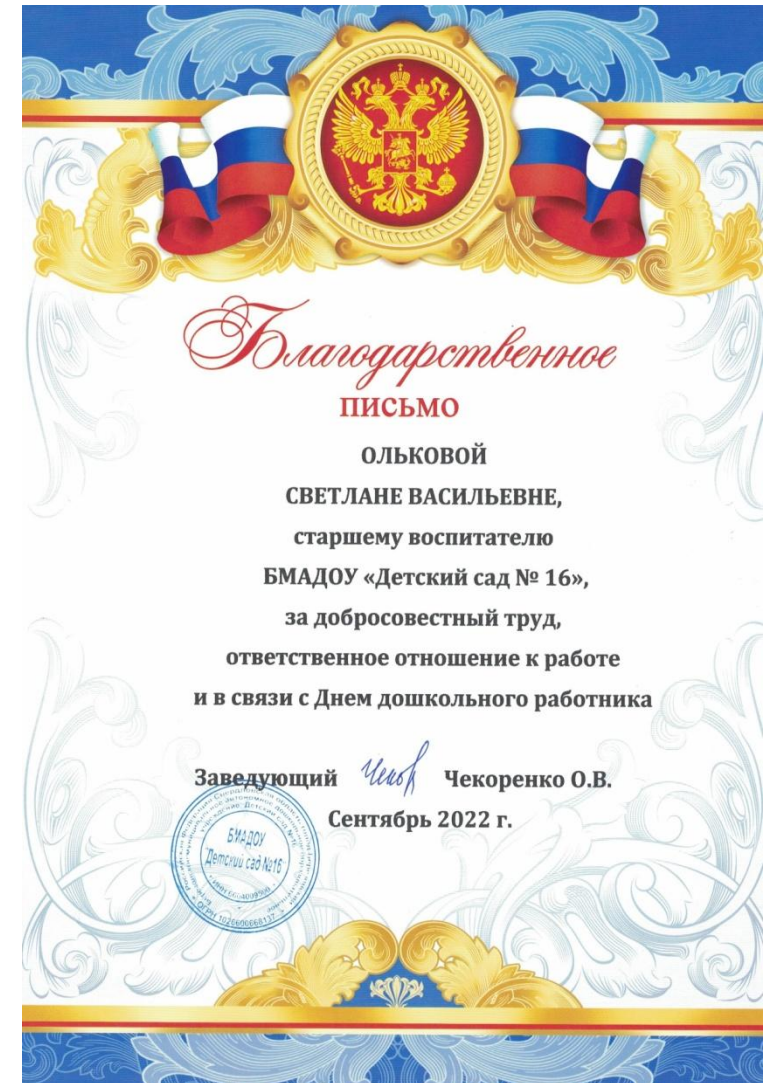 Благодарственное
ПИСЬМО
ОЛЬКОВОЙ
СВЕТЛАНЕ ВАСИЛЬЕВНЕ,
старшему воспитателю
БМАДОУ «Детский сад № 16»,
за добросовестный труд,
ответственное отношение к работе
и в связи с Днем дошкольного работника
Заведующий Чекоренко О.В.
Сентябрь 2022 г.
БМАДОУ
"Детский сад №16"